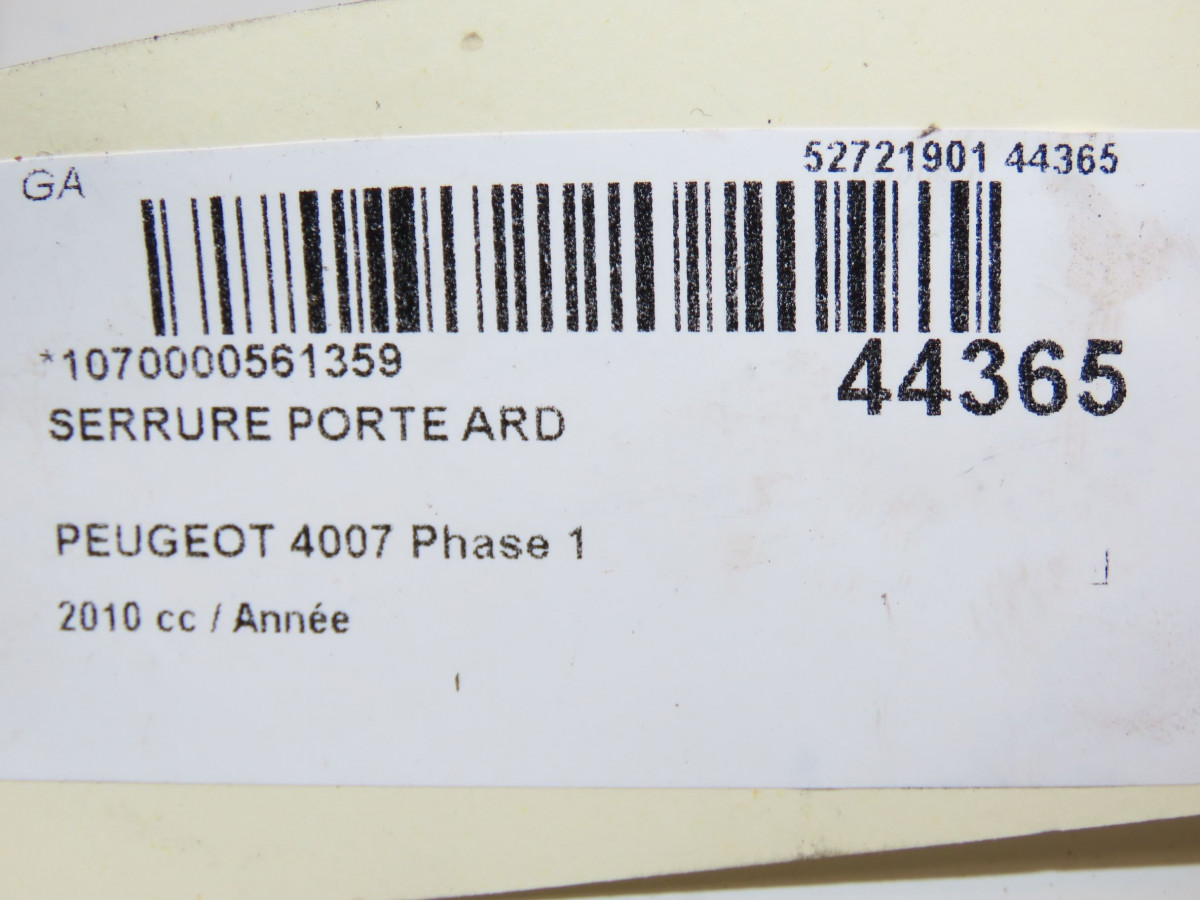 GA
52721901 44365
*1070000561359
44365
SERRURE PORTE ARD
PEUGEOT 4007 Phase 1
2010 cc / Année